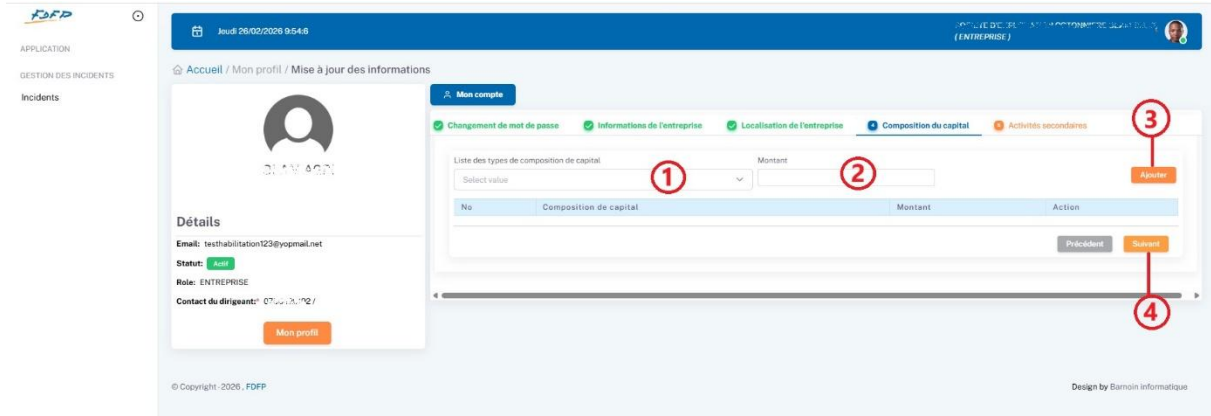 FDFP
Jeudi 26/02/2026 9:54:6
( ENTREPRISE )
APPLICATION
GESTION DES INCIDENTS
Incidents
Accueil / Mon profil / Mise à jour des informations
Mon compte
Changement de mot de passe
Informations de l'entreprise
Localisation de l'entreprise
4 Composition du capital
5 Activités secondaires
3
Liste des types de composition de capital
Montant
Select value
1
2
Ajouter
No Composition de capital Montant Action
Détails
Email: testhabilitation123@yopmail.net
Précédent
Suivant
Statut: Actif
Role: ENTREPRISE
Contact du dirigeant:*
4
Mon profil
© Copyright - 2026 , FDFP
Design by Barnoin informatique